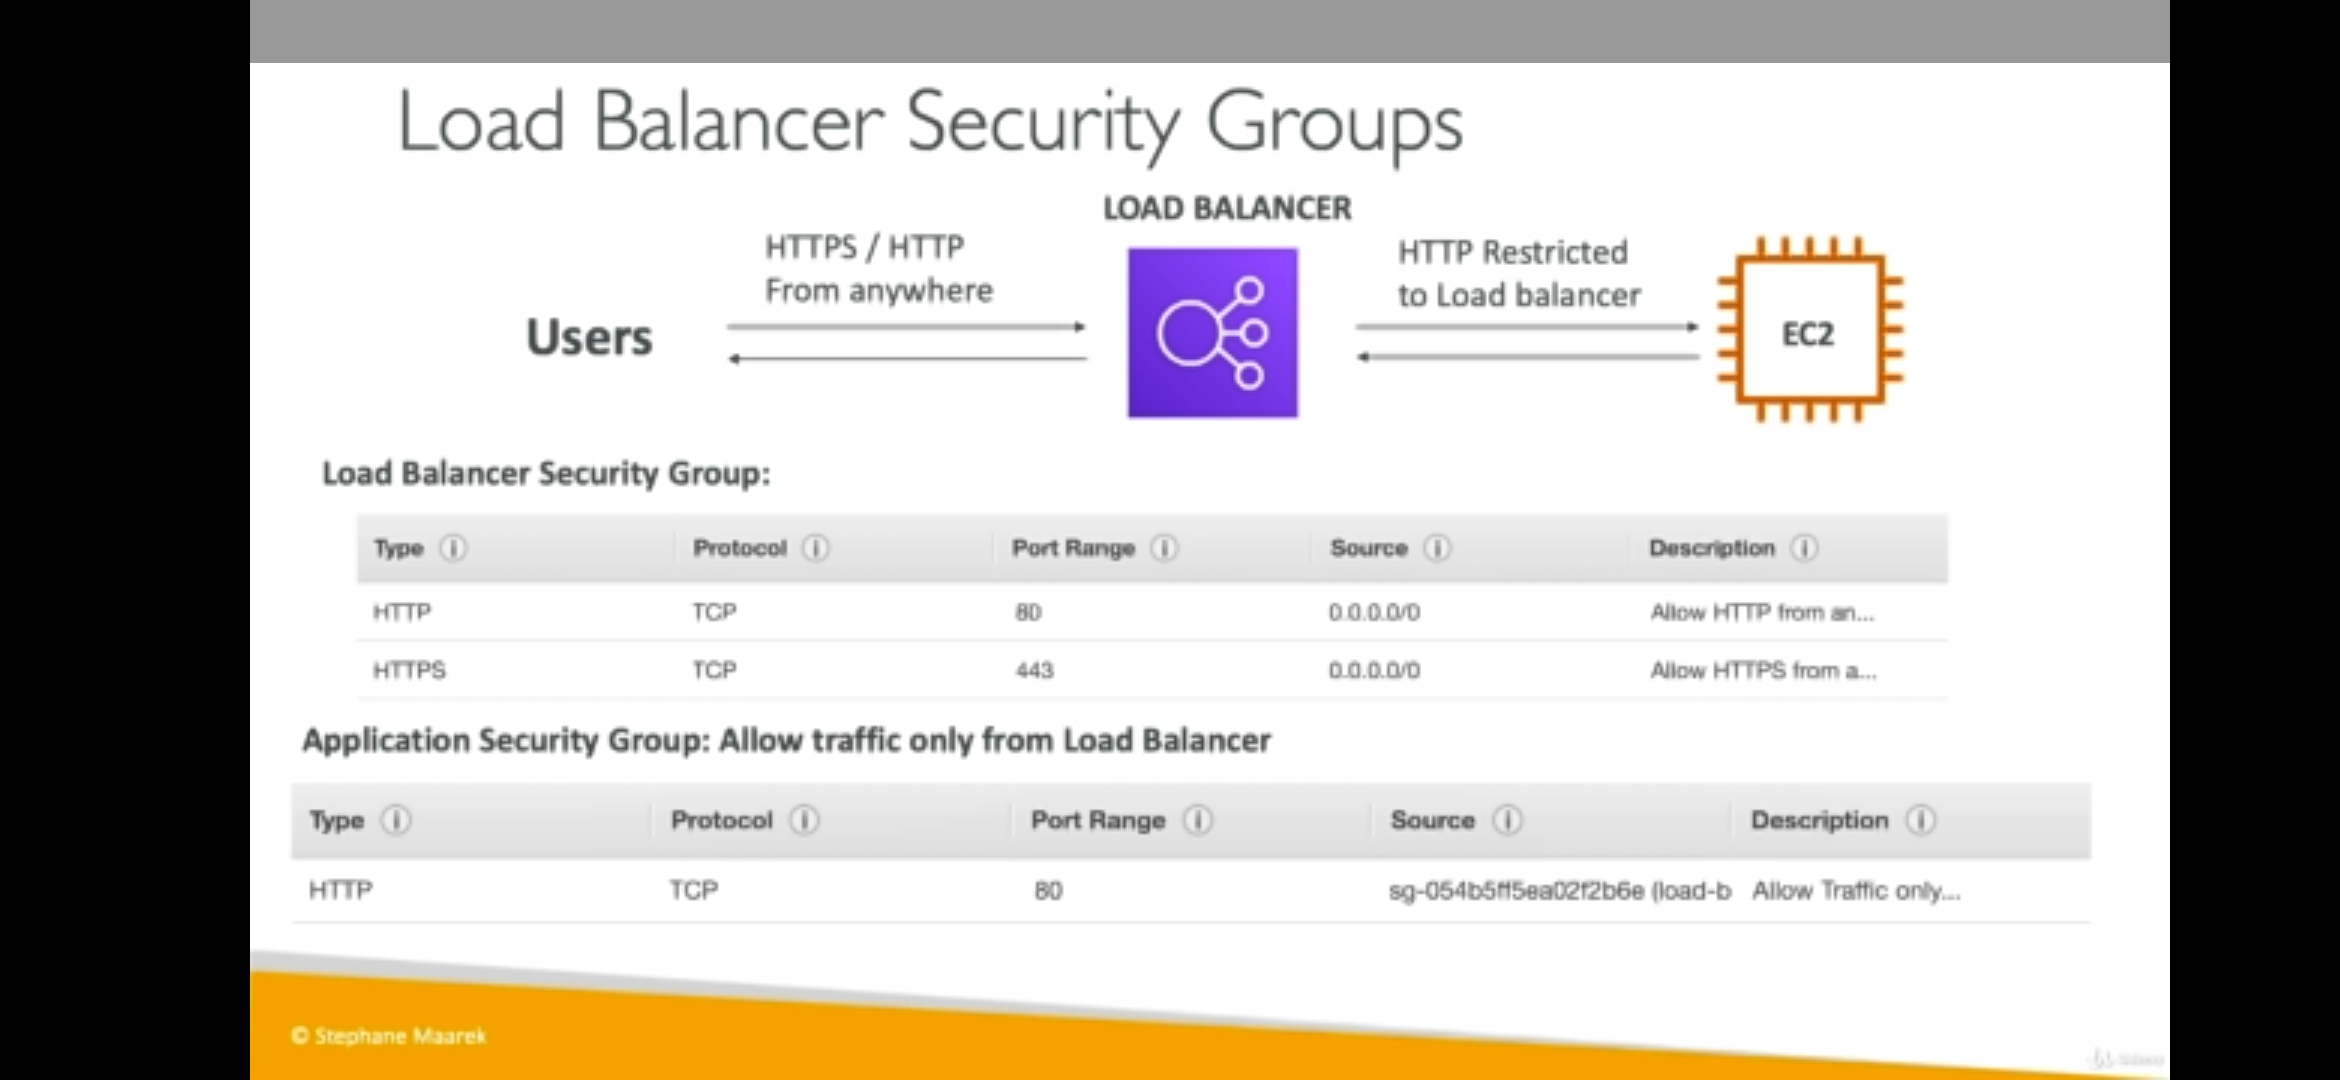 Load Balancer Security Groups
LOAD BALANCER
HTTPS / HTTP
From anywhere
HTTP Restricted
to Load balancer
Users
EC2
Load Balancer Security Group:
Type Protocol Port Range Source Description
HTTP TCP 80 0.0.0.0/0 Allow HTTP from an...
HTTPS TCP 443 0.0.0.0/0 Allow HTTPS from a...
Application Security Group: Allow traffic only from Load Balancer
Type Protocol Port Range Source Description
HTTP TCP 80 sg-054b5ff5ea02f2b6e (load-b Allow Traffic only...
© Stephane Maarek